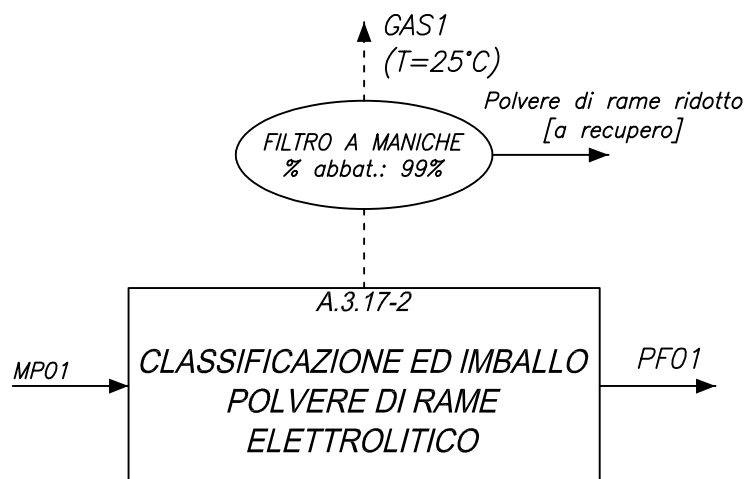 GAS1
(T=25°C)
Polvere di rame ridotto
[a recupero]
FILTRO A MANICHE
% abbat.: 99%
A.3.17-2
MP01
CLASSIFICAZIONE ED IMBALLO
POLVERE DI RAME
ELETTROLITICO
PF01